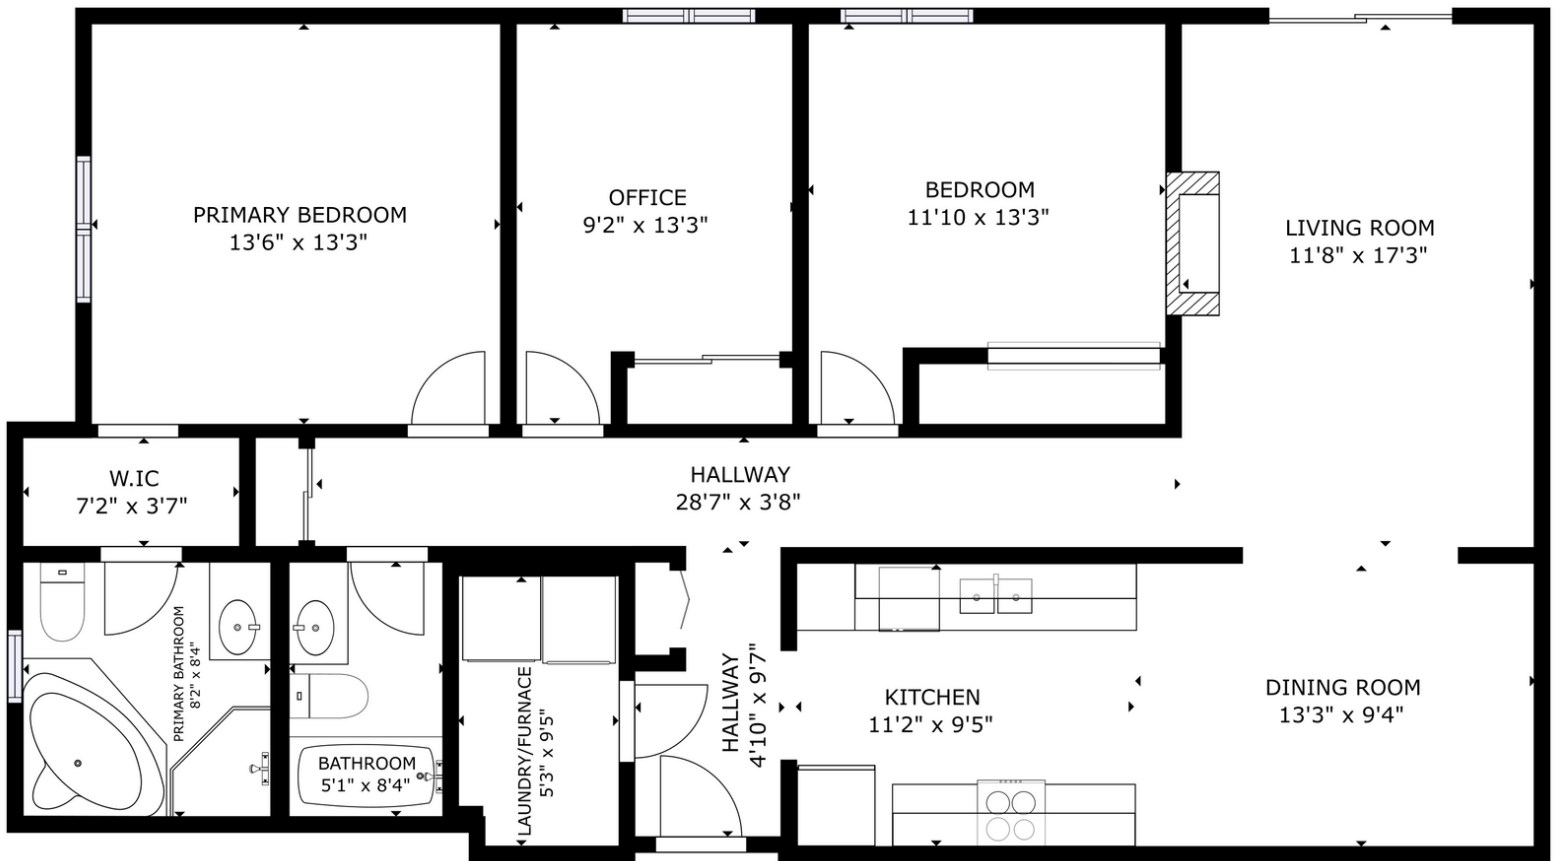 PRIMARY BEDROOM
13'6" x 13'3"
OFFICE
9'2" x 13'3"
BEDROOM
11'10 x 13'3"
LIVING ROOM
11'8" x 17'3"
W.IC
7'2" x 3'7"
HALLWAY
28'7" x 3'8"
PRIMARY BATHROOM
8'2" x 8'4"
BATHROOM
5'1" x 8'4"
LAUNDRY/FURNACE
5'3" x 9'5"
HALLWAY
4'10" x 9'7"
KITCHEN
11'2" x 9'5"
DINING ROOM
13'3" x 9'4"